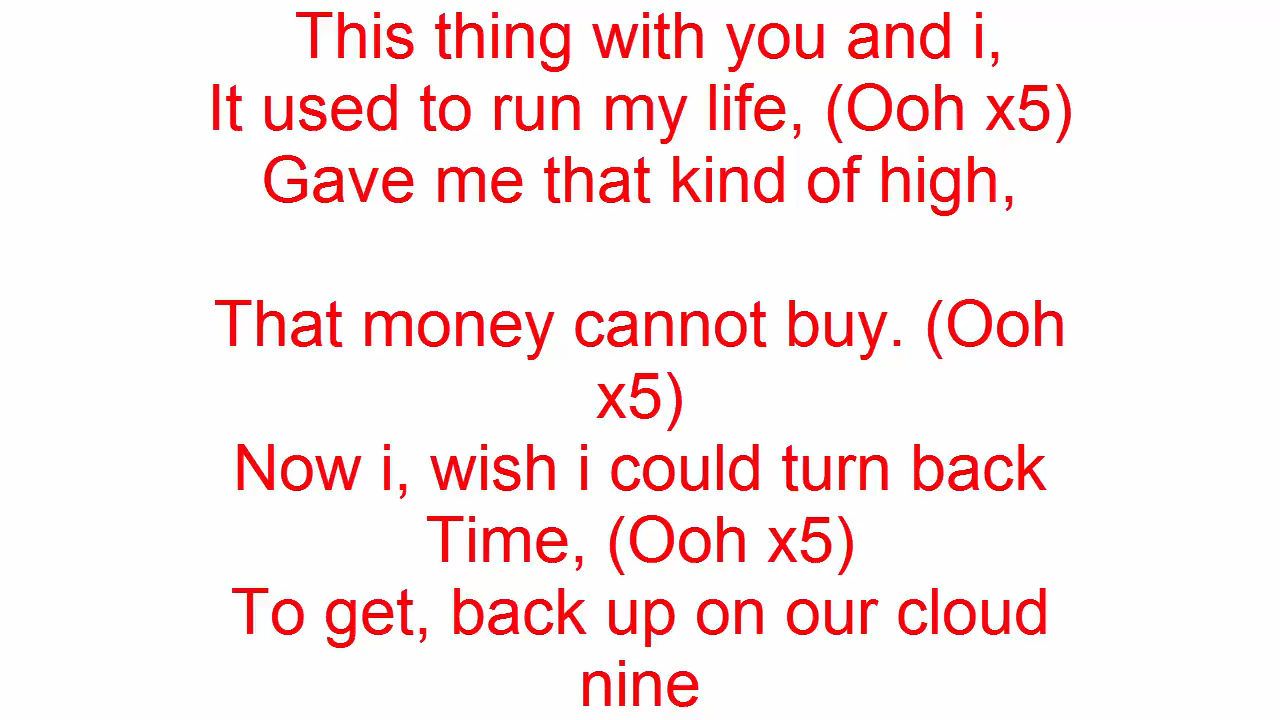 This thing with you and i,
It used to run my life, (Ooh x5)
Gave me that kind of high,
That money cannot buy. (Ooh
x5)
Now i, wish i could turn back
Time, (Ooh x5)
To get, back up on our cloud
nine